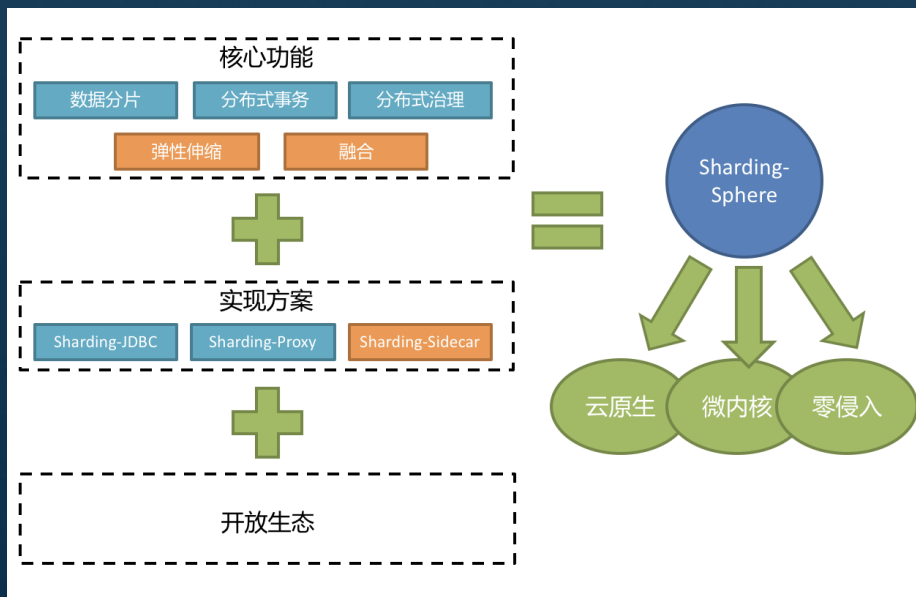 核心功能
数据分片
分布式事务
分布式治理
弹性伸缩
融合
实现方案
Sharding-JDBC
Sharding-Proxy
Sharding-Sidecar
开放生态
Sharding-
Sphere
云原生
微内核
零侵入